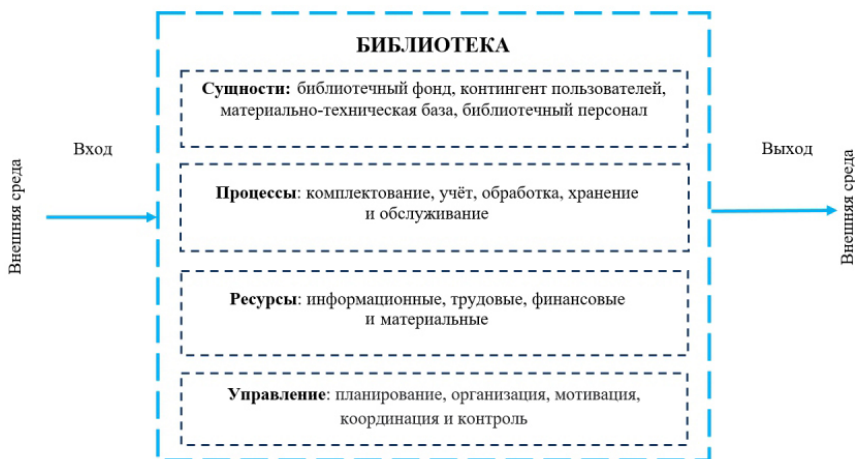 БИБЛИОТЕКА
Сущности: библиотечный фонд, контингент пользователей,
материально-техническая база, библиотечный персонал
Вход
Выход
Внешняя среда
Внешняя среда
Процессы: комплектование, учёт, обработка, хранение
и обслуживание
Ресурсы: информационные, трудовые, финансовые
и материальные
Управление: планирование, организация, мотивация,
координация и контроль